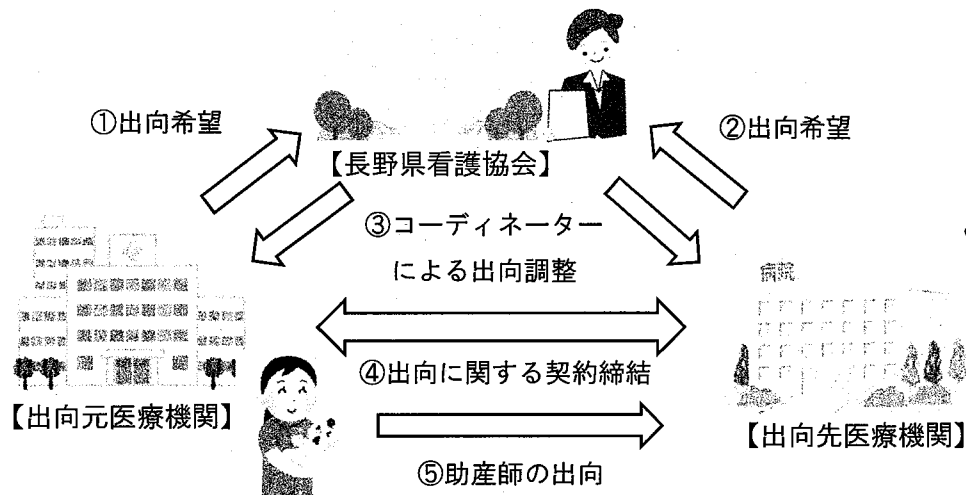 ①出向希望
②出向希望
【長野県看護協会】
③コーディネーター
による出向調整
病院
④出向に関する契約締結
【出向元医療機関】
【出向先医療機関】
⑤助産師の出向